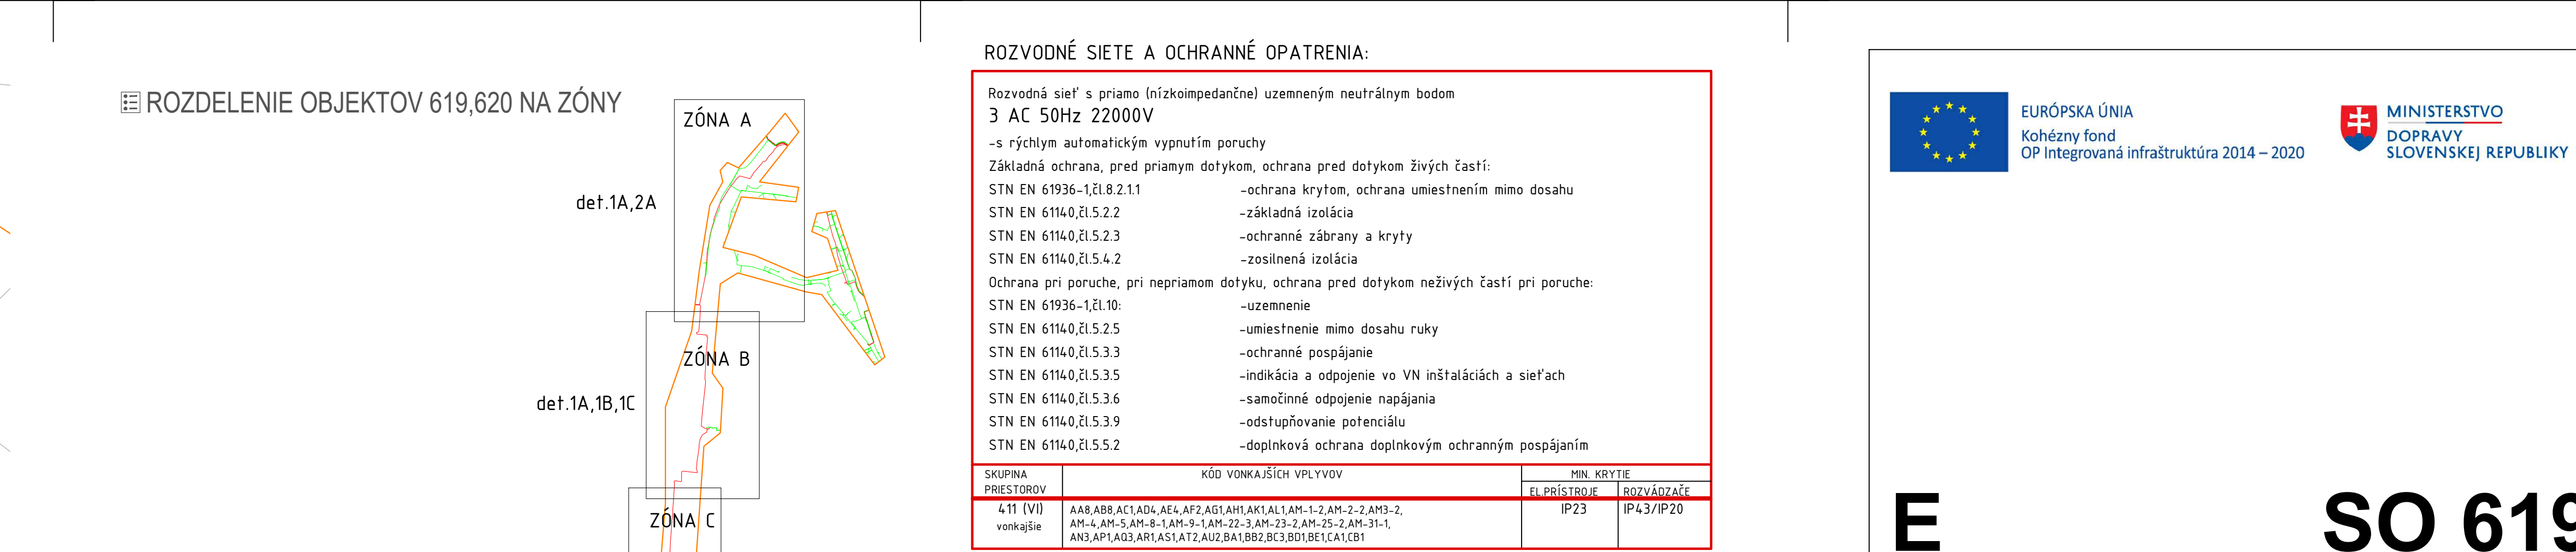 ROZDELENIE OBJEKTOV 619,620 NA ZÓNY
ZÓNA A
det.1A,2A
ZÓNA B
det.1A,1B,1C
ZÓNA C
ROZVODNÉ SIETE A OCHRANNÉ OPATRENIA:
Rozvodná sieť s priamo (nízkoimpedančne) uzemneným neutrálnym bodom
3 AC 50Hz 22000V
-s rýchlym automatickým vypnutím poruchy
Základná ochrana, pred priamym dotykom, ochrana pred dotykom živých častí:
STN EN 61936-1,čl.8.2.1.1 -ochrana krytom, ochrana umiestnením mimo dosahu
STN EN 61140,čl.5.2.2 -základná izolácia
STN EN 61140,čl.5.2.3 -ochranné zábrany a kryty
STN EN 61140,čl.5.4.2 -zosilnená izolácia
Ochrana pri poruche, pri nepriamom dotyku, ochrana pred dotykom neživých častí pri poruche:
STN EN 61936-1,čl.10: -uzemnenie
STN EN 61140,čl.5.2.5 -umiestnenie mimo dosahu ruky
STN EN 61140,čl.5.3.3 -ochranné pospájanie
STN EN 61140,čl.5.3.5 -indikácia a odpojenie vo VN inštaláciách a sieťach
STN EN 61140,čl.5.3.6 -samočinné odpojenie napájania
STN EN 61140,čl.5.3.9 -odstupňovanie potenciálu
STN EN 61140,čl.5.5.2 -doplnková ochrana doplnkovým ochranným pospájaním
SKUPINA PRIESTOROV KÓD VONKAJŠÍCH VPLYVOV MIN. KRYTIE
EL.PRÍSTROJE ROZVÁDZAČE
411 (VI) vonkajšie
AA8,AB8,AC1,AD4,AE4,AF2,AG1,AH1,AK1,AL1,AM-1-2,AM-2-2,AM3-2,
AM-4,AM-5,AM-8-1,AM-9-1,AM-22-3,AM-23-2,AM-25-2,AM-31-1,
AN3,AP1,AQ3,AR1,AS1,AT2,AU2,BA1,BB2,BC3,BD1,BE1,CA1,CB1
IP23 IP43/IP20
EURÓPSKA ÚNIA
Kohézny fond
OP Integrovaná infraštruktúra 2014 – 2020
MINISTERSTVO
DOPRAVY
SLOVENSKEJ REPUBLIKY
E SO 619